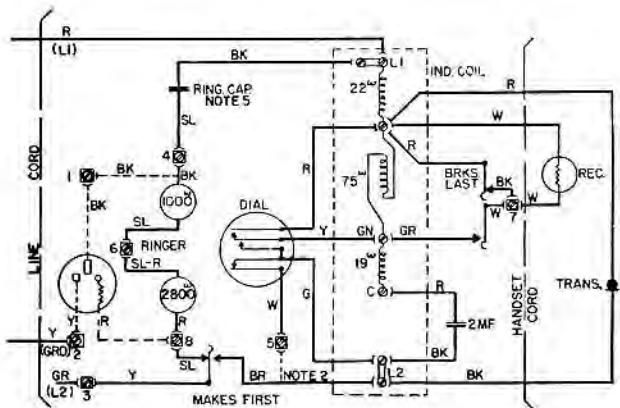 R
(L1)
BK
L1
IND. COIL
RING. CAP.
NOTE 5
22 E
R
SL
W
4
1
BK
BK
R
R
BRKS
LAST
BK
REC.
CORD
BK
1000 E
75 E
W
7
W
SL
DIAL
6
RINGER
Y
GN
GR
SL-R
19 E
LINE
2800 E
G
C
R
TRANS.
W
HANDSET
CORD
Y
R
R
2 MF
Y
(GRD)
2
8
5
BK
SL
GR
(L2)
3
Y
BR
NOTE 2
L2
BK
MAKES FIRST